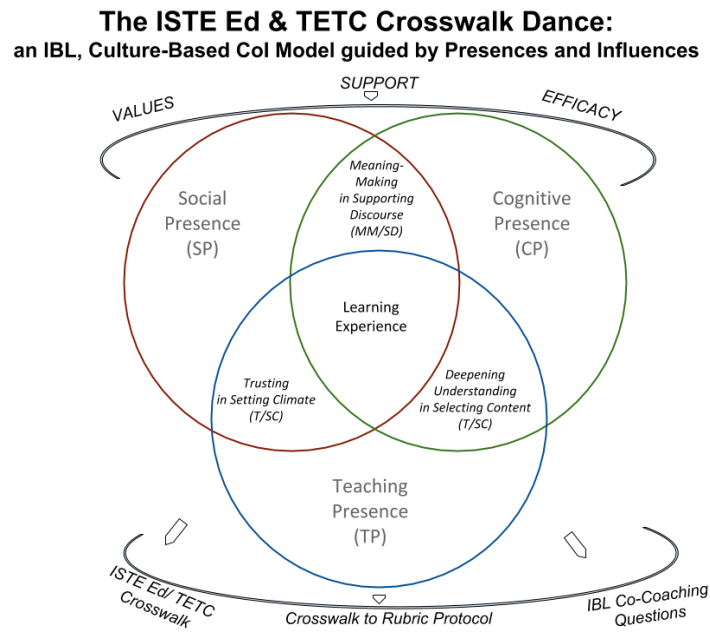 The ISTE Ed & TETC Crosswalk Dance:
an IBL, Culture-Based CoI Model guided by Presences and Influences
VALUES
SUPPORT
EFFICACY
Social
Presence
(SP)
Meaning-
Making
in Supporting
Discourse
(MM/SD)
Cognitive
Presence
(CP)
Learning
Experience
Trusting
in Setting Climate
(T/SC)
Deepening
Understanding
in Selecting Content
(T/SC)
Teaching
Presence
(TP)
ISTE Ed/ TETC
Crosswalk
Crosswalk to Rubric Protocol
IBL Co-Coaching
Questions